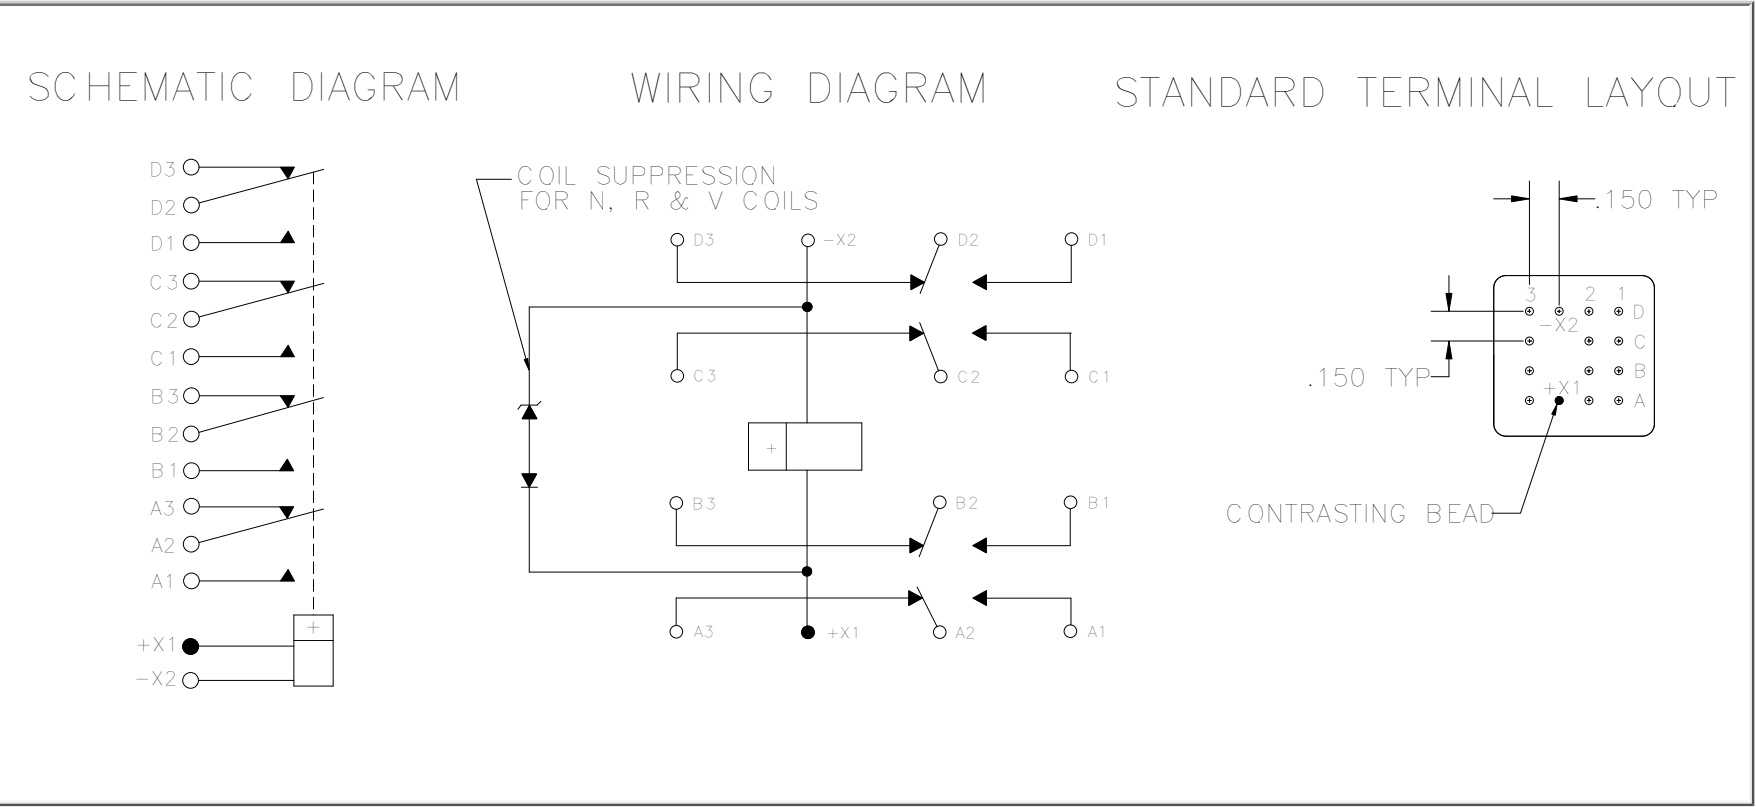 SCHEMATIC DIAGRAM
D3
D2
D1
C3
C2
C1
B3
B2
B1
A3
A2
A1
+X1
-X2
+
WIRING DIAGRAM
COIL SUPPRESSION
FOR N, R & V COILS
D3 -X2 D2 D1
C3 C2 C1
+
B3 B2 B1
A3 +X1 A2 A1
STANDARD TERMINAL LAYOUT
.150 TYP
3 2 1
D
-X2
C
.150 TYP
B
+X1
A
CONTRASTING BEAD